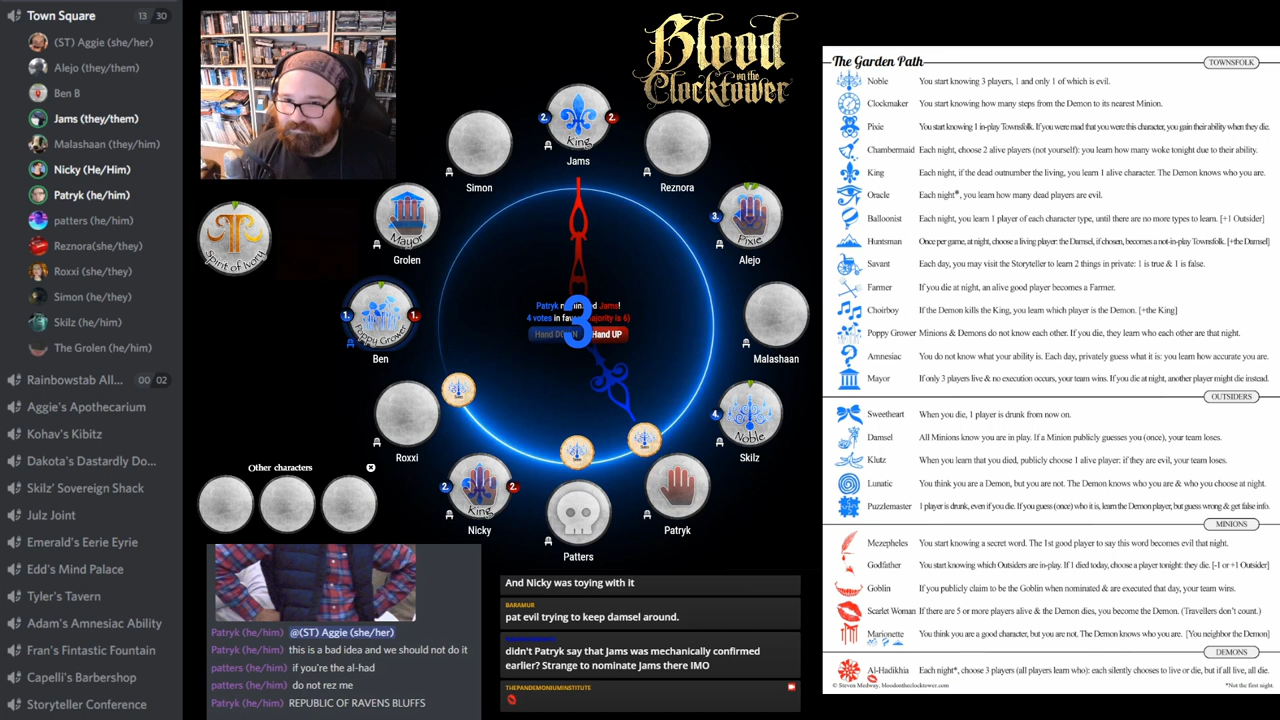 Town Square 13 / 30
(ST) Aggie (she/her)
Alejo (they/them)
Ben B
Jams (they/them)
Malashaan (they/him)
Nicky (He/Him)
Patryk (he/him)
patters (he/him)
Reznora(she/they)
Roxxi (she/they)
Simon (he/they)
Skilz (he/him)
Rainbowstab All... 00 / 02
Aggie's Apothecarium
Kohav's Kibitz
Dakota's Dastardly Do...
Skilz' Sovereign Shack
Julz Joint
Emerald's Eerie Eyrie
Edd's Mind Palace
Tyler's Tavern
Adam's Amnesiac Ability
Fran's Fintastic Fountain
Capelli's Cabernet Cabaret
Storyteller's Conference
Blood
on the
Clocktower
King
Jams
Simon
Reznora
Mayor
Grolen
Pixie
Alejo
Spirit of Ivory
Poppy Grower
Ben
Malashaan
Noble
Skilz
Roxxi
King
Nicky
Patters
Patryk
Patryk nominated Jams!
3
Hand UP
Other characters
Patryk (he/him) @(ST) Aggie (she/her)
Patryk (he/him) this is a bad idea and we should not do it
patters (he/him) if you're the al-had
patters (he/him) do not rez me
Patryk (he/him) REPUBLIC OF RAVENS BLUFFS
And Nicky was toying with it
BARAMUR
pat evil trying to keep damsel around.
didn't Patryk say that Jams was mechanically confirmed
earlier? Strange to nominate Jams there IMO
THEPANDEMONIUMINSTITUTE
The Garden Path
TOWNSFOLK
Noble You start knowing 3 players, 1 and only 1 of which is evil.
Clockmaker You start knowing how many steps from the Demon to its nearest Minion.
Pixie You start knowing 1 in-play Townsfolk. If you were mad that you were this character, you gain their ability when they die.
Chambermaid Each night, choose 2 alive players (not yourself): you learn how many woke tonight due to their ability.
King Each night, if the dead outnumber the living, you learn 1 alive character. The Demon knows who you are.
Oracle Each night*, you learn how many dead players are evil.
Balloonist Each night, you learn 1 player of each character type, until there are no more types to learn. [+1 Outsider]
Huntsman Once per game, at night, choose a living player: the Damsel, if chosen, becomes a not-in-play Townsfolk. [+the Damsel]
Savant Each day, you may visit the Storyteller to learn 2 things in private: 1 is true & 1 is false.
Farmer If you die at night, an alive good player becomes a Farmer.
Choirboy If the Demon kills the King, you learn which player is the Demon. [+the King]
Poppy Grower Minions & Demons do not know each other. If you die, they learn who each other are that night.
Amnesiac You do not know what your ability is. Each day, privately guess what it is: you learn how accurate you are.
Mayor If only 3 players live & no execution occurs, your team wins. If you die at night, another player might die instead.
OUTSIDERS
Sweetheart When you die, 1 player is drunk from now on.
Damsel All Minions know you are in play. If a Minion publicly guesses you (once), your team loses.
Klutz When you learn that you died, publicly choose 1 alive player: if they are evil, your team loses.
Lunatic You think you are a Demon, but you are not. The Demon knows who you are & who you choose at night.
Puzzlemaster 1 player is drunk, even if you die. If you guess (once) who it is, learn the Demon player, but guess wrong & get false info.
MINIONS
Mezepheles You start knowing a secret word. The 1st good player to say this word becomes evil that night.
Godfather You start knowing which Outsiders are in-play. If 1 died today, choose a player tonight: they die. [-1 or +1 Outsider]
Goblin If you publicly claim to be the Goblin when nominated & are executed that day, your team wins.
Scarlet Woman If there are 5 or more players alive & the Demon dies, you become the Demon. (Travellers don't count.)
Marionette You think you are a good character, but you are not. The Demon knows who you are. [You neighbor the Demon]
DEMONS
Al-Hadikhia Each night*, choose 3 players (all players learn who): each silently chooses to live or die, but if all live, all die.
© Steven Medway, bloodontheclocktower.com *Not the first night.